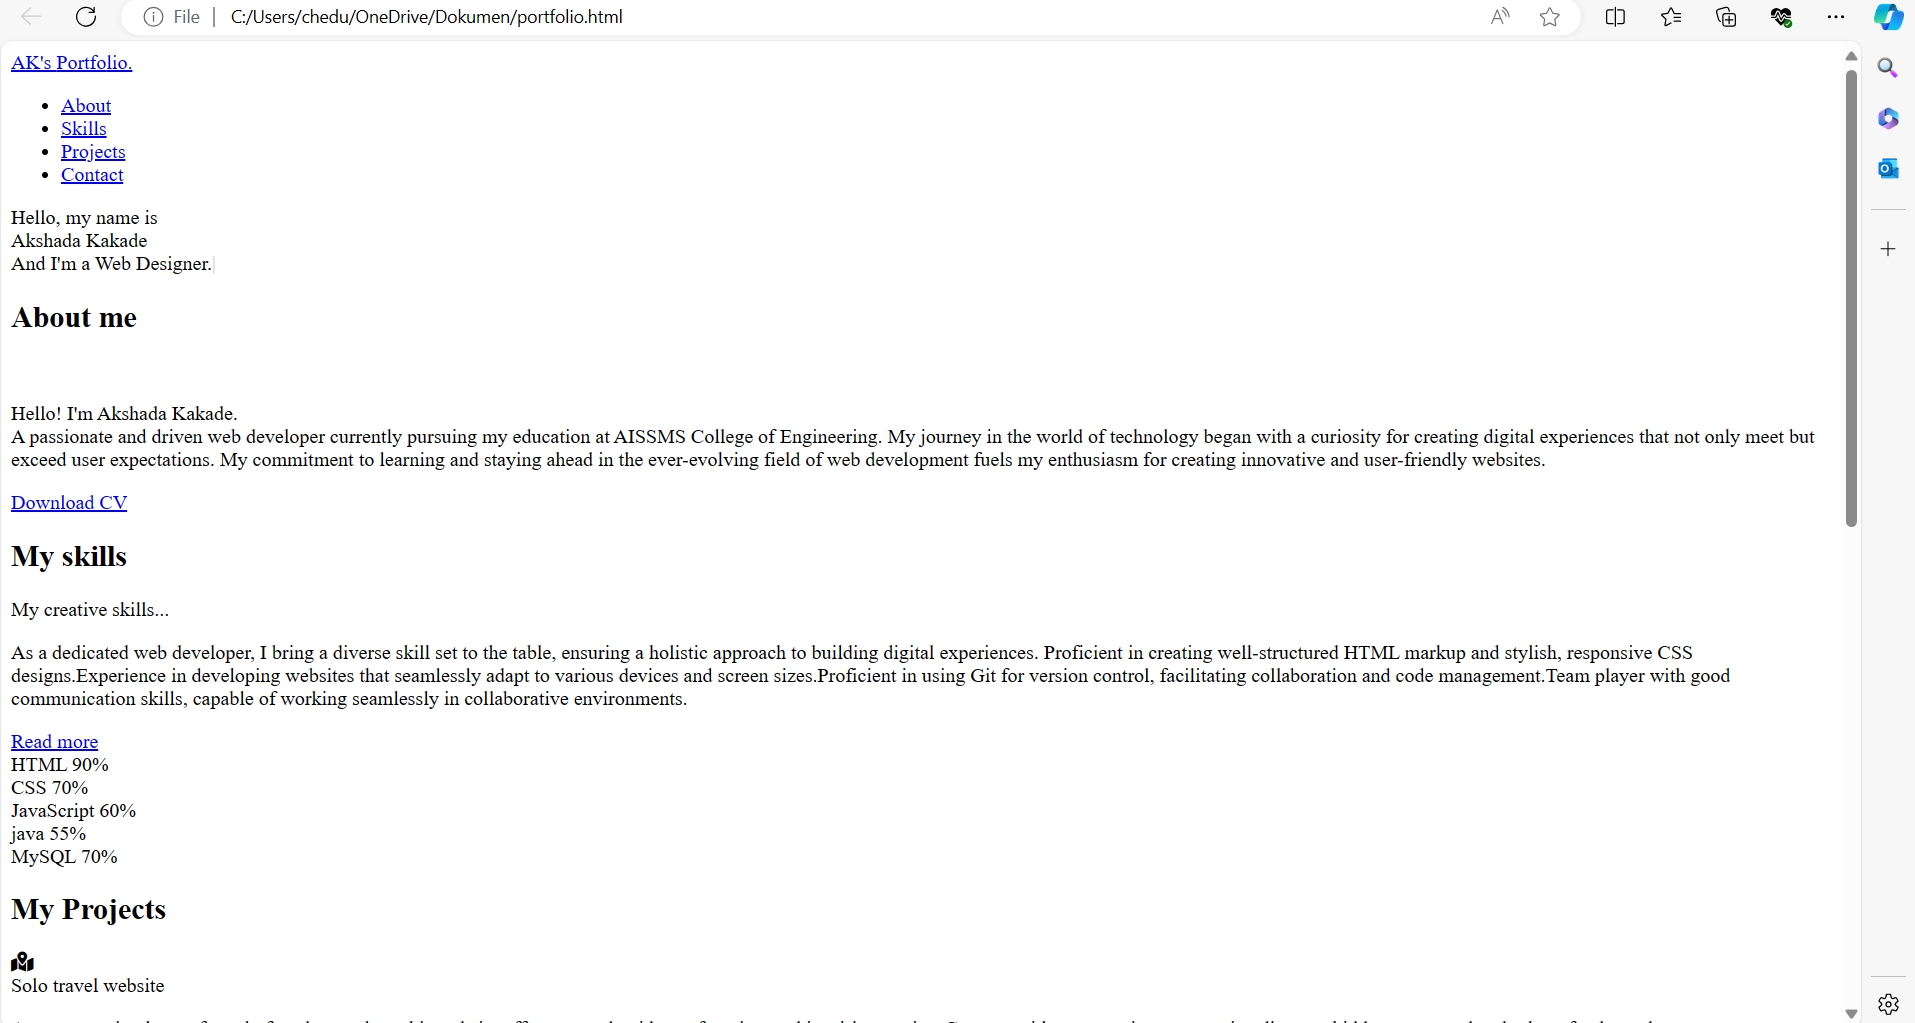 File
C:/Users/chedu/OneDrive/Dokumen/portfolio.html
AK's Portfolio.
About
Skills
Projects
Contact
Hello, my name is
Akshada Kakade
And I'm a Web Designer.
About me
Hello! I'm Akshada Kakade.
A passionate and driven web developer currently pursuing my education at AISSMS College of Engineering. My journey in the world of technology began with a curiosity for creating digital experiences that not only meet but
exceed user expectations. My commitment to learning and staying ahead in the ever-evolving field of web development fuels my enthusiasm for creating innovative and user-friendly websites.
Download CV
My skills
My creative skills...
As a dedicated web developer, I bring a diverse skill set to the table, ensuring a holistic approach to building digital experiences. Proficient in creating well-structured HTML markup and stylish, responsive CSS
designs.Experience in developing websites that seamlessly adapt to various devices and screen sizes.Proficient in using Git for version control, facilitating collaboration and code management.Team player with good
communication skills, capable of working seamlessly in collaborative environments.
Read more
HTML 90%
CSS 70%
JavaScript 60%
java 55%
MySQL 70%
My Projects
Solo travel website